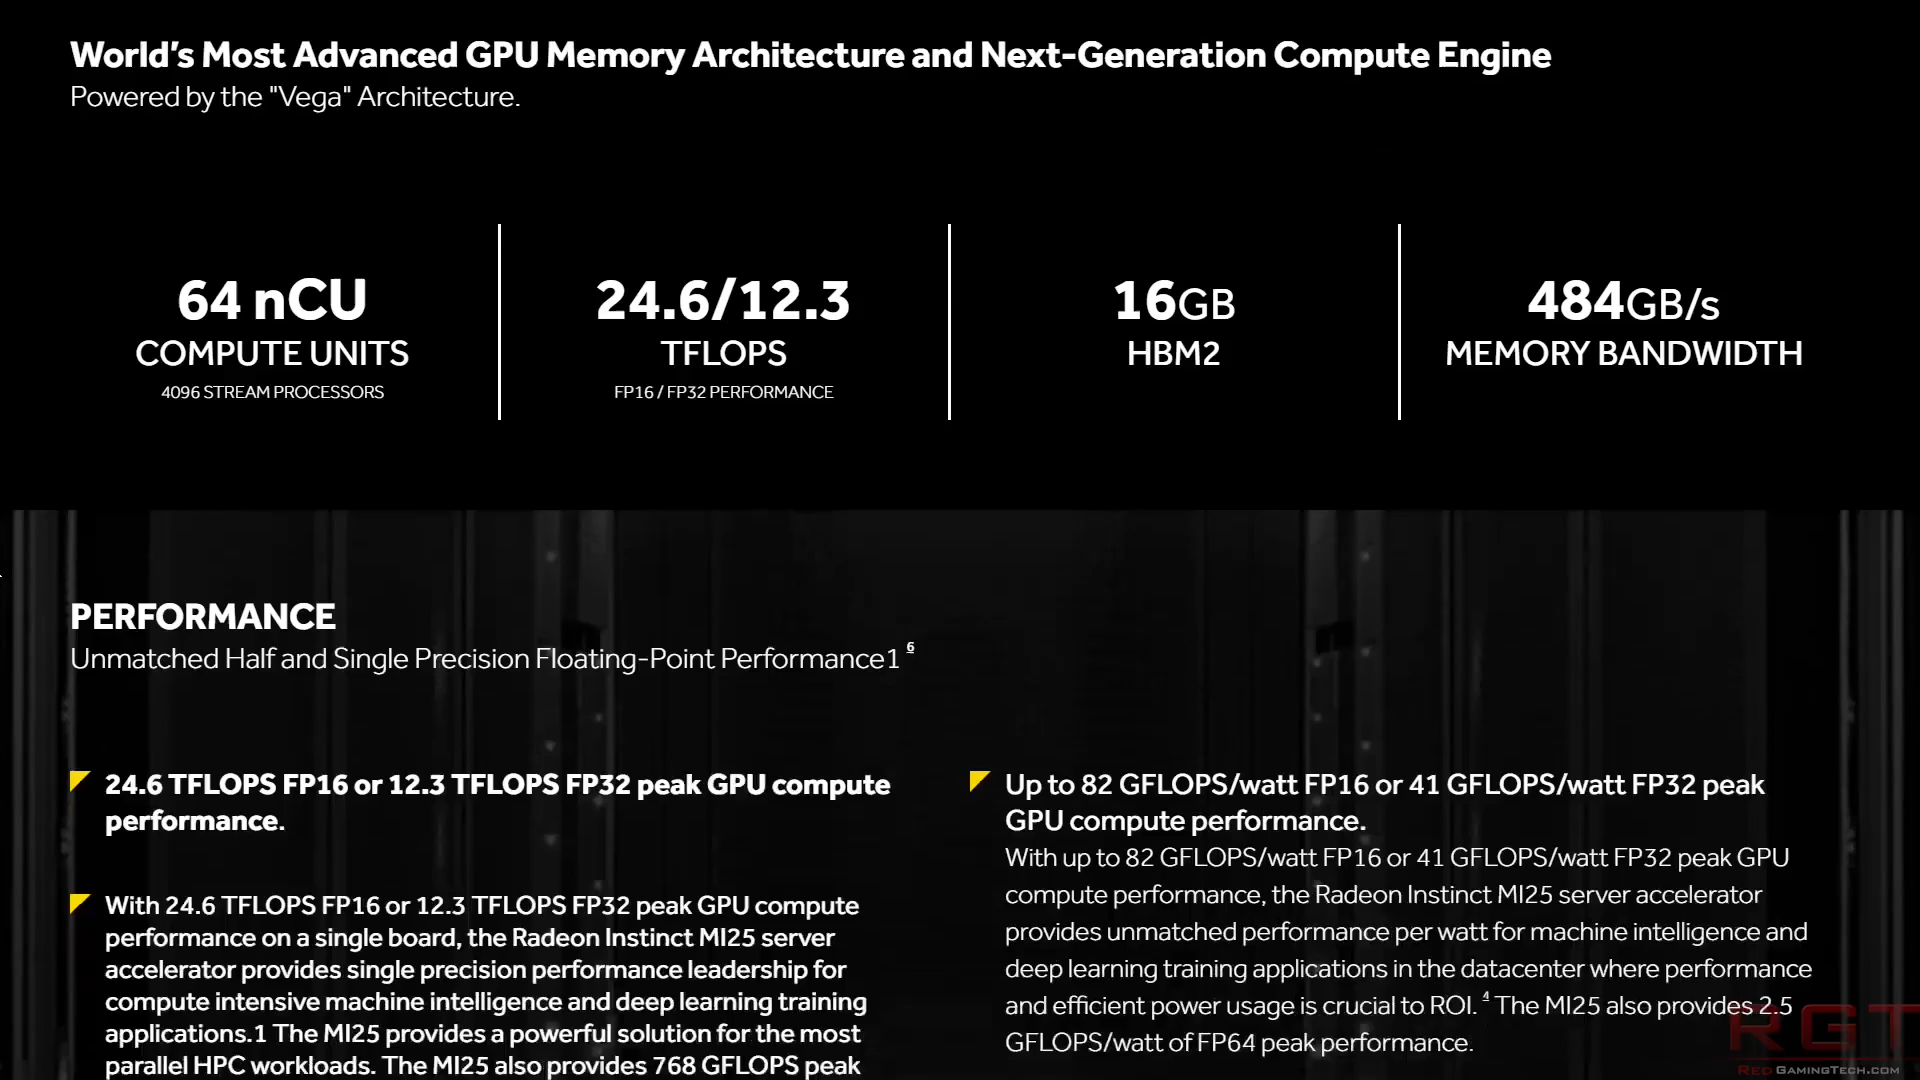 World's Most Advanced GPU Memory Architecture and Next-Generation Compute Engine
Powered by the "Vega" Architecture.
64 nCU
COMPUTE UNITS
4096 STREAM PROCESSORS
24.6/12.3
TFLOPS
FP16 / FP32 PERFORMANCE
16GB
HBM2
484GB/s
MEMORY BANDWIDTH
PERFORMANCE
Unmatched Half and Single Precision Floating-Point Performance1 6
24.6 TFLOPS FP16 or 12.3 TFLOPS FP32 peak GPU compute
performance.
With 24.6 TFLOPS FP16 or 12.3 TFLOPS FP32 peak GPU compute
performance on a single board, the Radeon Instinct MI25 server
accelerator provides single precision performance leadership for
compute intensive machine intelligence and deep learning training
applications.1 The MI25 provides a powerful solution for the most
parallel HPC workloads. The MI25 also provides 768 GFLOPS peak
Up to 82 GFLOPS/watt FP16 or 41 GFLOPS/watt FP32 peak
GPU compute performance.
With up to 82 GFLOPS/watt FP16 or 41 GFLOPS/watt FP32 peak GPU
compute performance, the Radeon Instinct MI25 server accelerator
provides unmatched performance per watt for machine intelligence and
deep learning training applications in the datacenter where performance
and efficient power usage is crucial to ROI. 4 The MI25 also provides 2.5
GFLOPS/watt of FP64 peak performance.
RGT
REDGAMINGTECH.COM